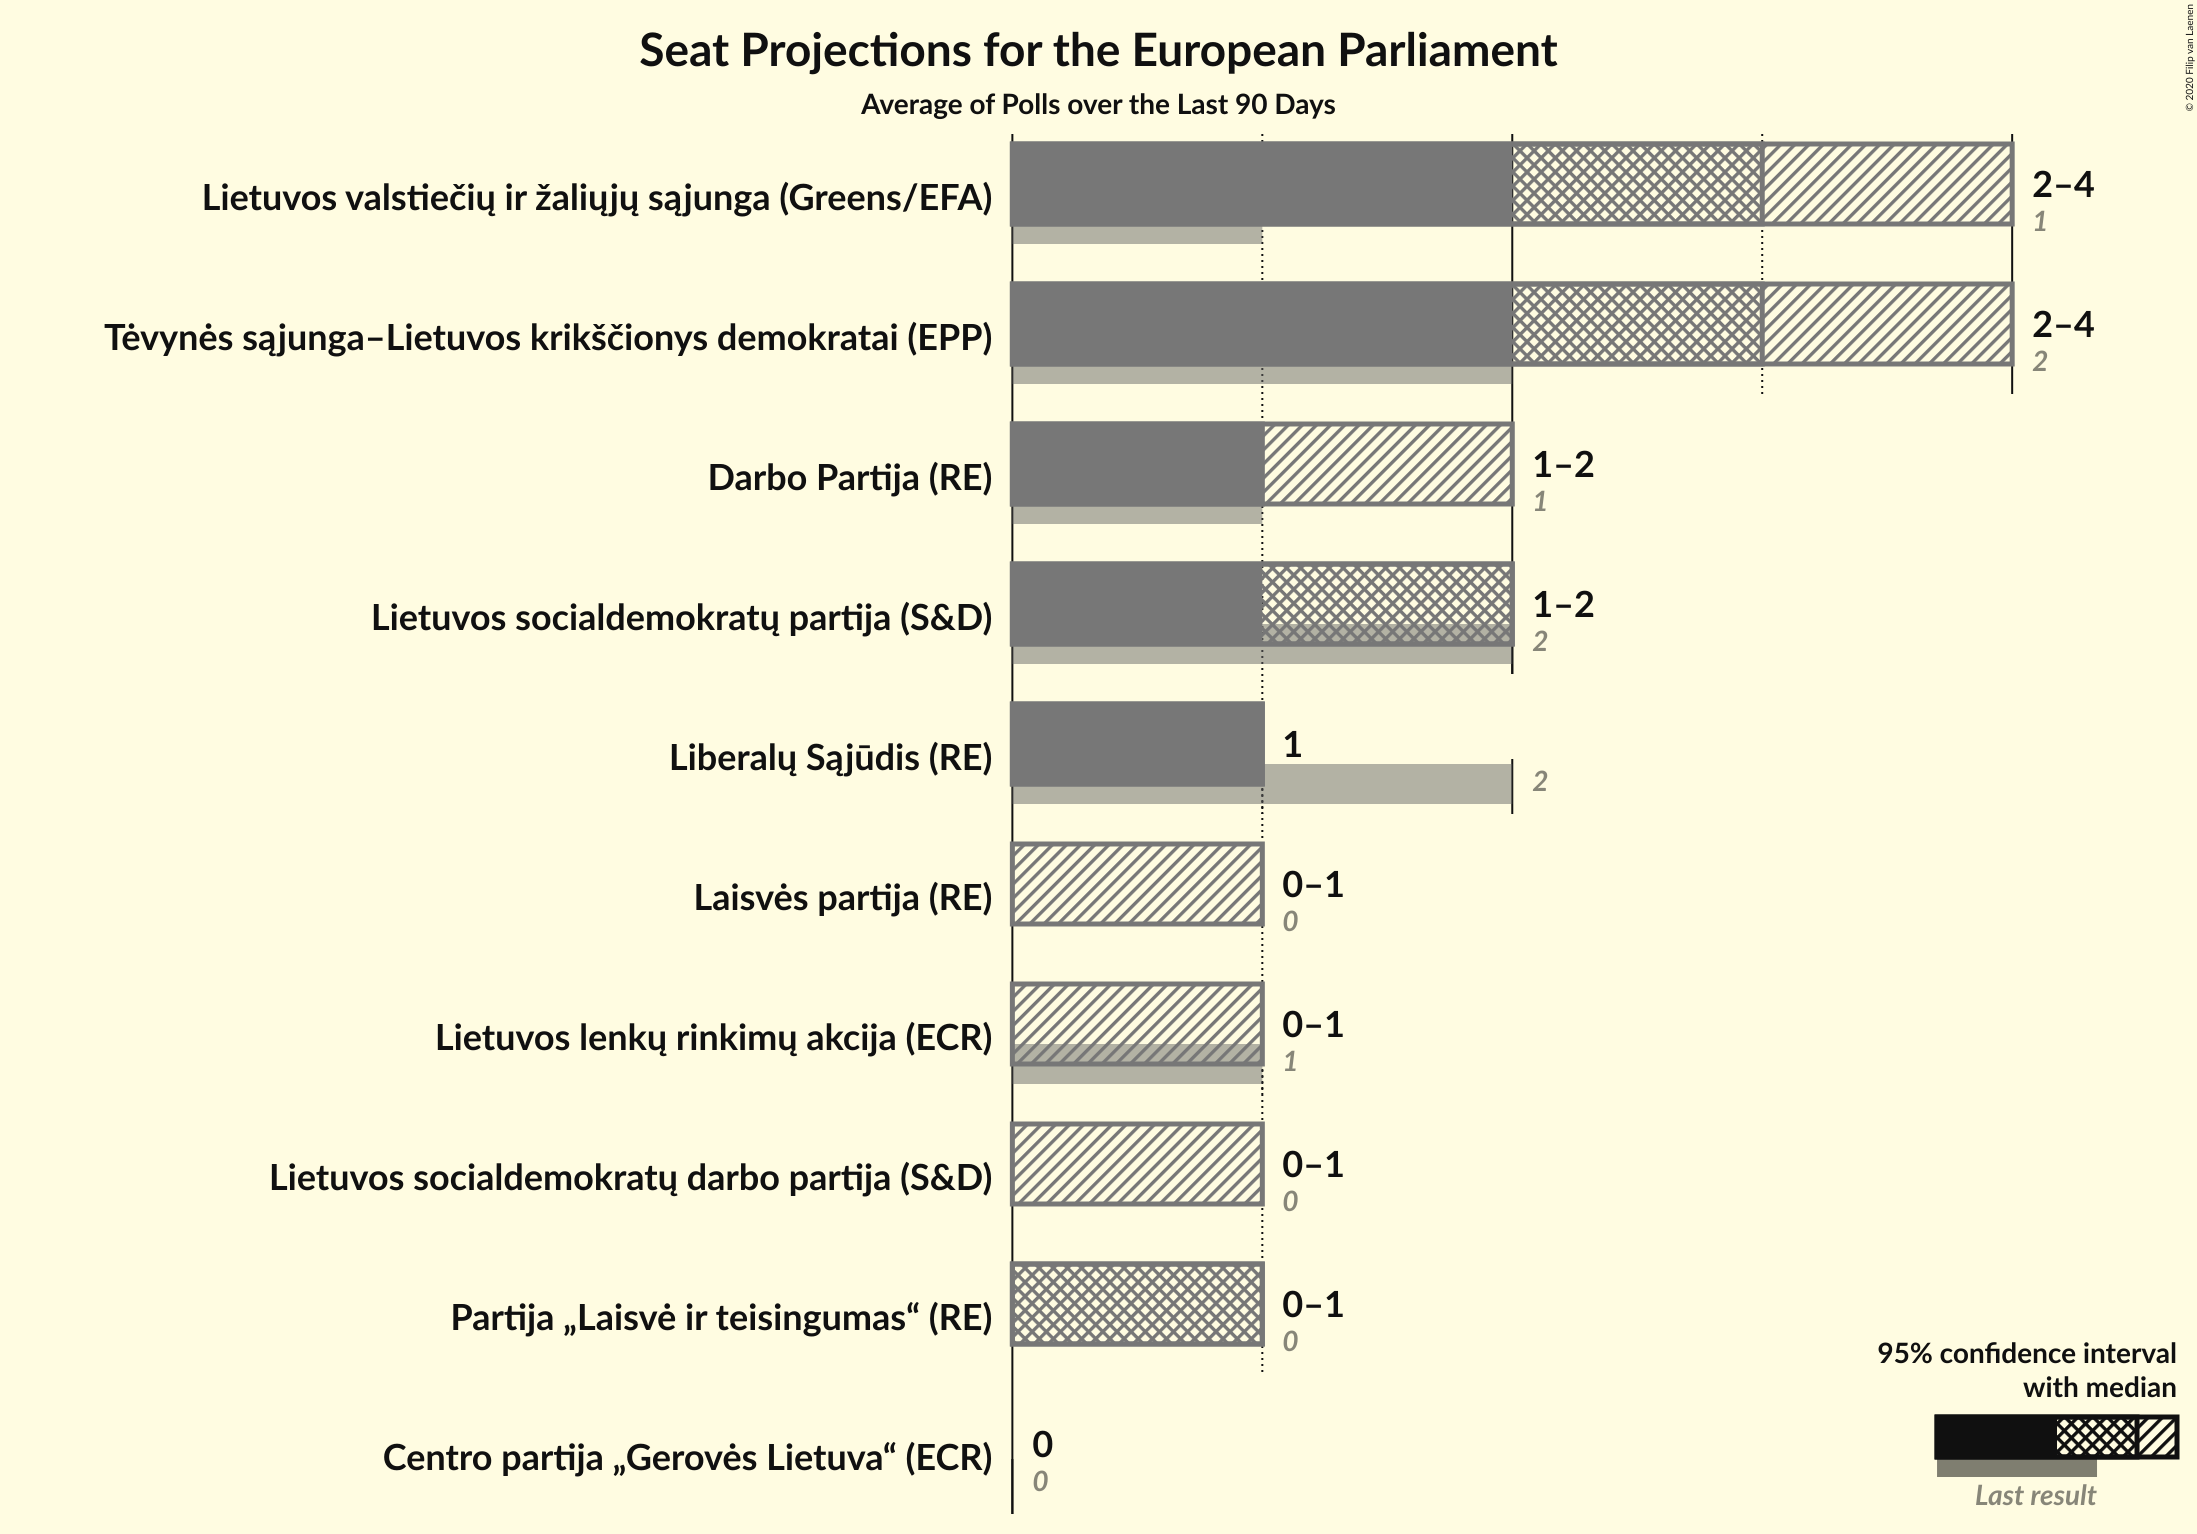 Seat Projections for the European Parliament
Average of Polls over the Last 90 Days
© 2020 Filip van Laenen
Lietuvos valstiečių ir žaliųjų sąjunga (Greens/EFA)
2–4
1
Tėvynės sąjunga–Lietuvos krikščionys demokratai (EPP)
2–4
2
Darbo Partija (RE)
1–2
1
Lietuvos socialdemokratų partija (S&D)
1–2
2
Liberalų Sąjūdis (RE)
1
2
Laisvės partija (RE)
0–1
0
Lietuvos lenkų rinkimų akcija (ECR)
0–1
1
Lietuvos socialdemokratų darbo partija (S&D)
0–1
0
Partija „Laisvė ir teisingumas“ (RE)
0–1
0
Centro partija „Gerovės Lietuva“ (ECR)
0
0
95% confidence interval
with median
Last result